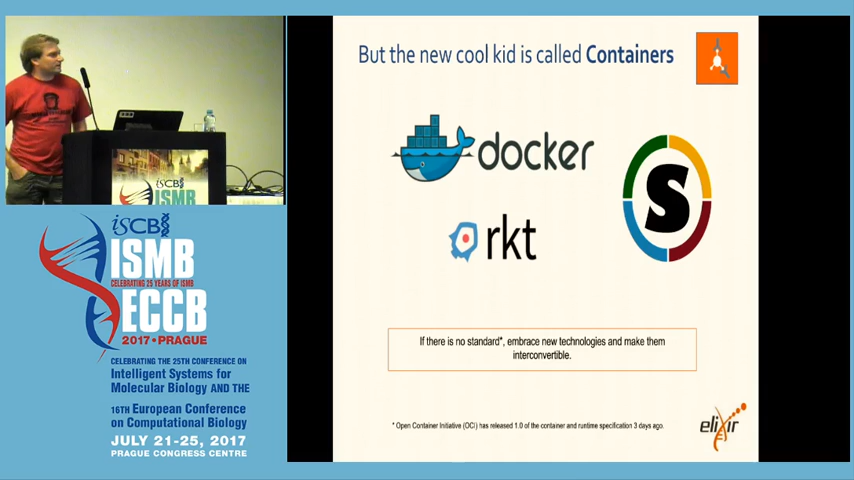 But the new cool kid is called Containers
docker
rkt
S
If there is no standard*, embrace new technologies and make them
interconvertible.
* Open Container Initiative (OCI) has released 1.0 of the container and runtime specification 3 days ago.
elixir
iSCB
ISMB
iSCB
ISMB
CELEBRATING 25 YEARS OF ISMB
ECCB
2017 • PRAGUE
CELEBRATING THE 25TH CONFERENCE ON
Intelligent Systems for
Molecular Biology AND THE
16TH European Conference
on Computational Biology
JULY 21-25, 2017
PRAGUE CONGRESS CENTRE